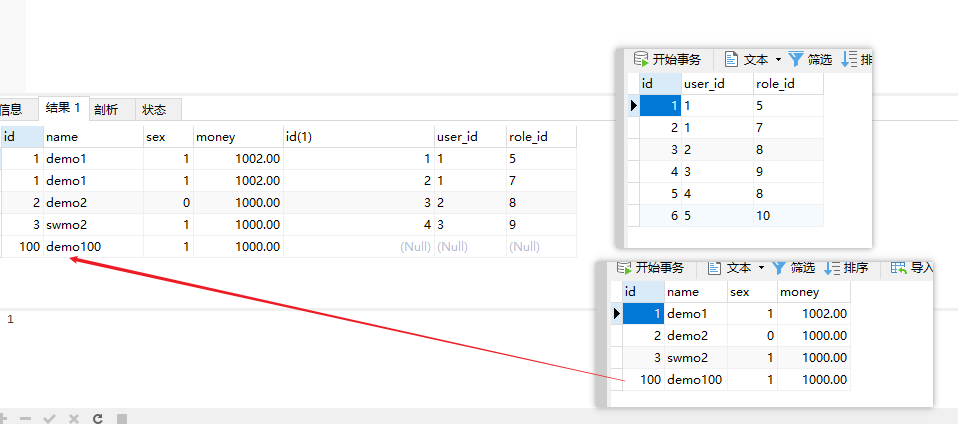 信息 结果 1 剖析 状态
id name sex money id(1) user_id role_id
1 demo1 1 1002.00 1 1 5
1 demo1 1 1002.00 2 1 7
2 demo2 0 1000.00 3 2 8
3 swmo2 1 1000.00 4 3 9
100 demo100 1 1000.00 (Null) (Null) (Null)
1
开始事务 文本 筛选 排
id user_id role_id
1 1 5
2 1 7
3 2 8
4 3 9
5 4 8
6 5 10
开始事务 文本 筛选 排序 导入
id name sex money
1 demo1 1 1002.00
2 demo2 0 1000.00
3 swmo2 1 1000.00
100 demo100 1 1000.00